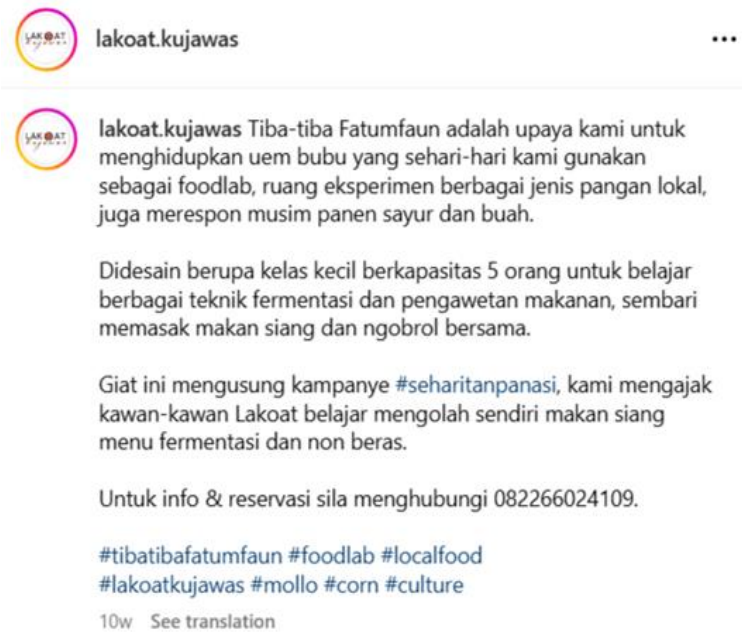 LAKOAT
Kujawas
lakoat.kujawas
LAKOAT
Kujawas
lakoat.kujawas Tiba-tiba Fatumfaun adalah upaya kami untuk
menghidupkan uem bubu yang sehari-hari kami gunakan
sebagai foodlab, ruang eksperimen berbagai jenis pangan lokal,
juga merespon musim panen sayur dan buah.
Didesain berupa kelas kecil berkapasitas 5 orang untuk belajar
berbagai teknik fermentasi dan pengawetan makanan, sembari
memasak makan siang dan ngobrol bersama.
Giat ini mengusung kampanye #seharitanpanasi, kami mengajak
kawan-kawan Lakoat belajar mengolah sendiri makan siang
menu fermentasi dan non beras.
Untuk info & reservasi sila menghubungi 082266024109.
#tibatibafatumfaun #foodlab #localfood
#lakoatkujawas #mollo #corn #culture
10w See translation